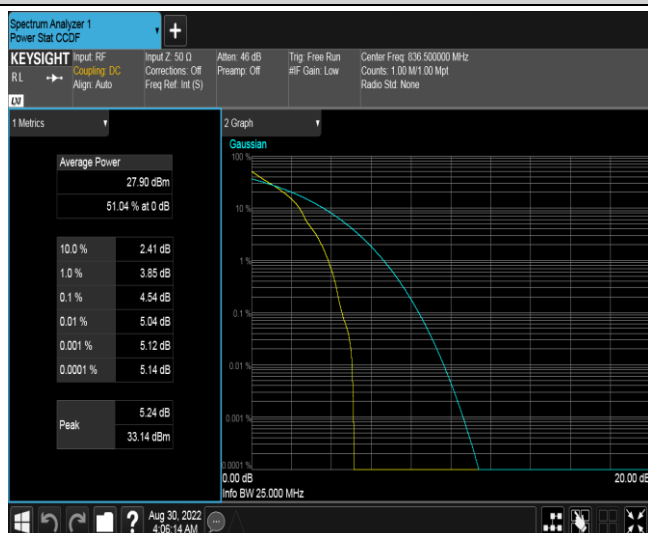 Spectrum Analyzer 1
Power Stat CCDF
+
KEYSIGHT
RL
Input: RF
Coupling: DC
Align: Auto
Input Z: 50 Ω
Corrections: Off
Freq Ref: Int (S)
Atten: 46 dB
Preamp: Off
Trig: Free Run
#IF Gain: Low
Center Freq: 836.500000 MHz
Counts: 1.00 M/1.00 Mpt
Radio Std: None
1 Metrics
Average Power
27.90 dBm
51.04 % at 0 dB
10.0 % 2.41 dB
1.0 % 3.85 dB
0.1 % 4.54 dB
0.01 % 5.04 dB
0.001 % 5.12 dB
0.0001 % 5.14 dB
Peak
5.24 dB
33.14 dBm
2 Graph
Gaussian
100 %
10 %
1 %
0.1 %
0.01 %
0.001 %
0.0001 %
0.00 dB 20.00 dB
Info BW 25.000 MHz
?
Aug 30, 2022
4:06:14 AM